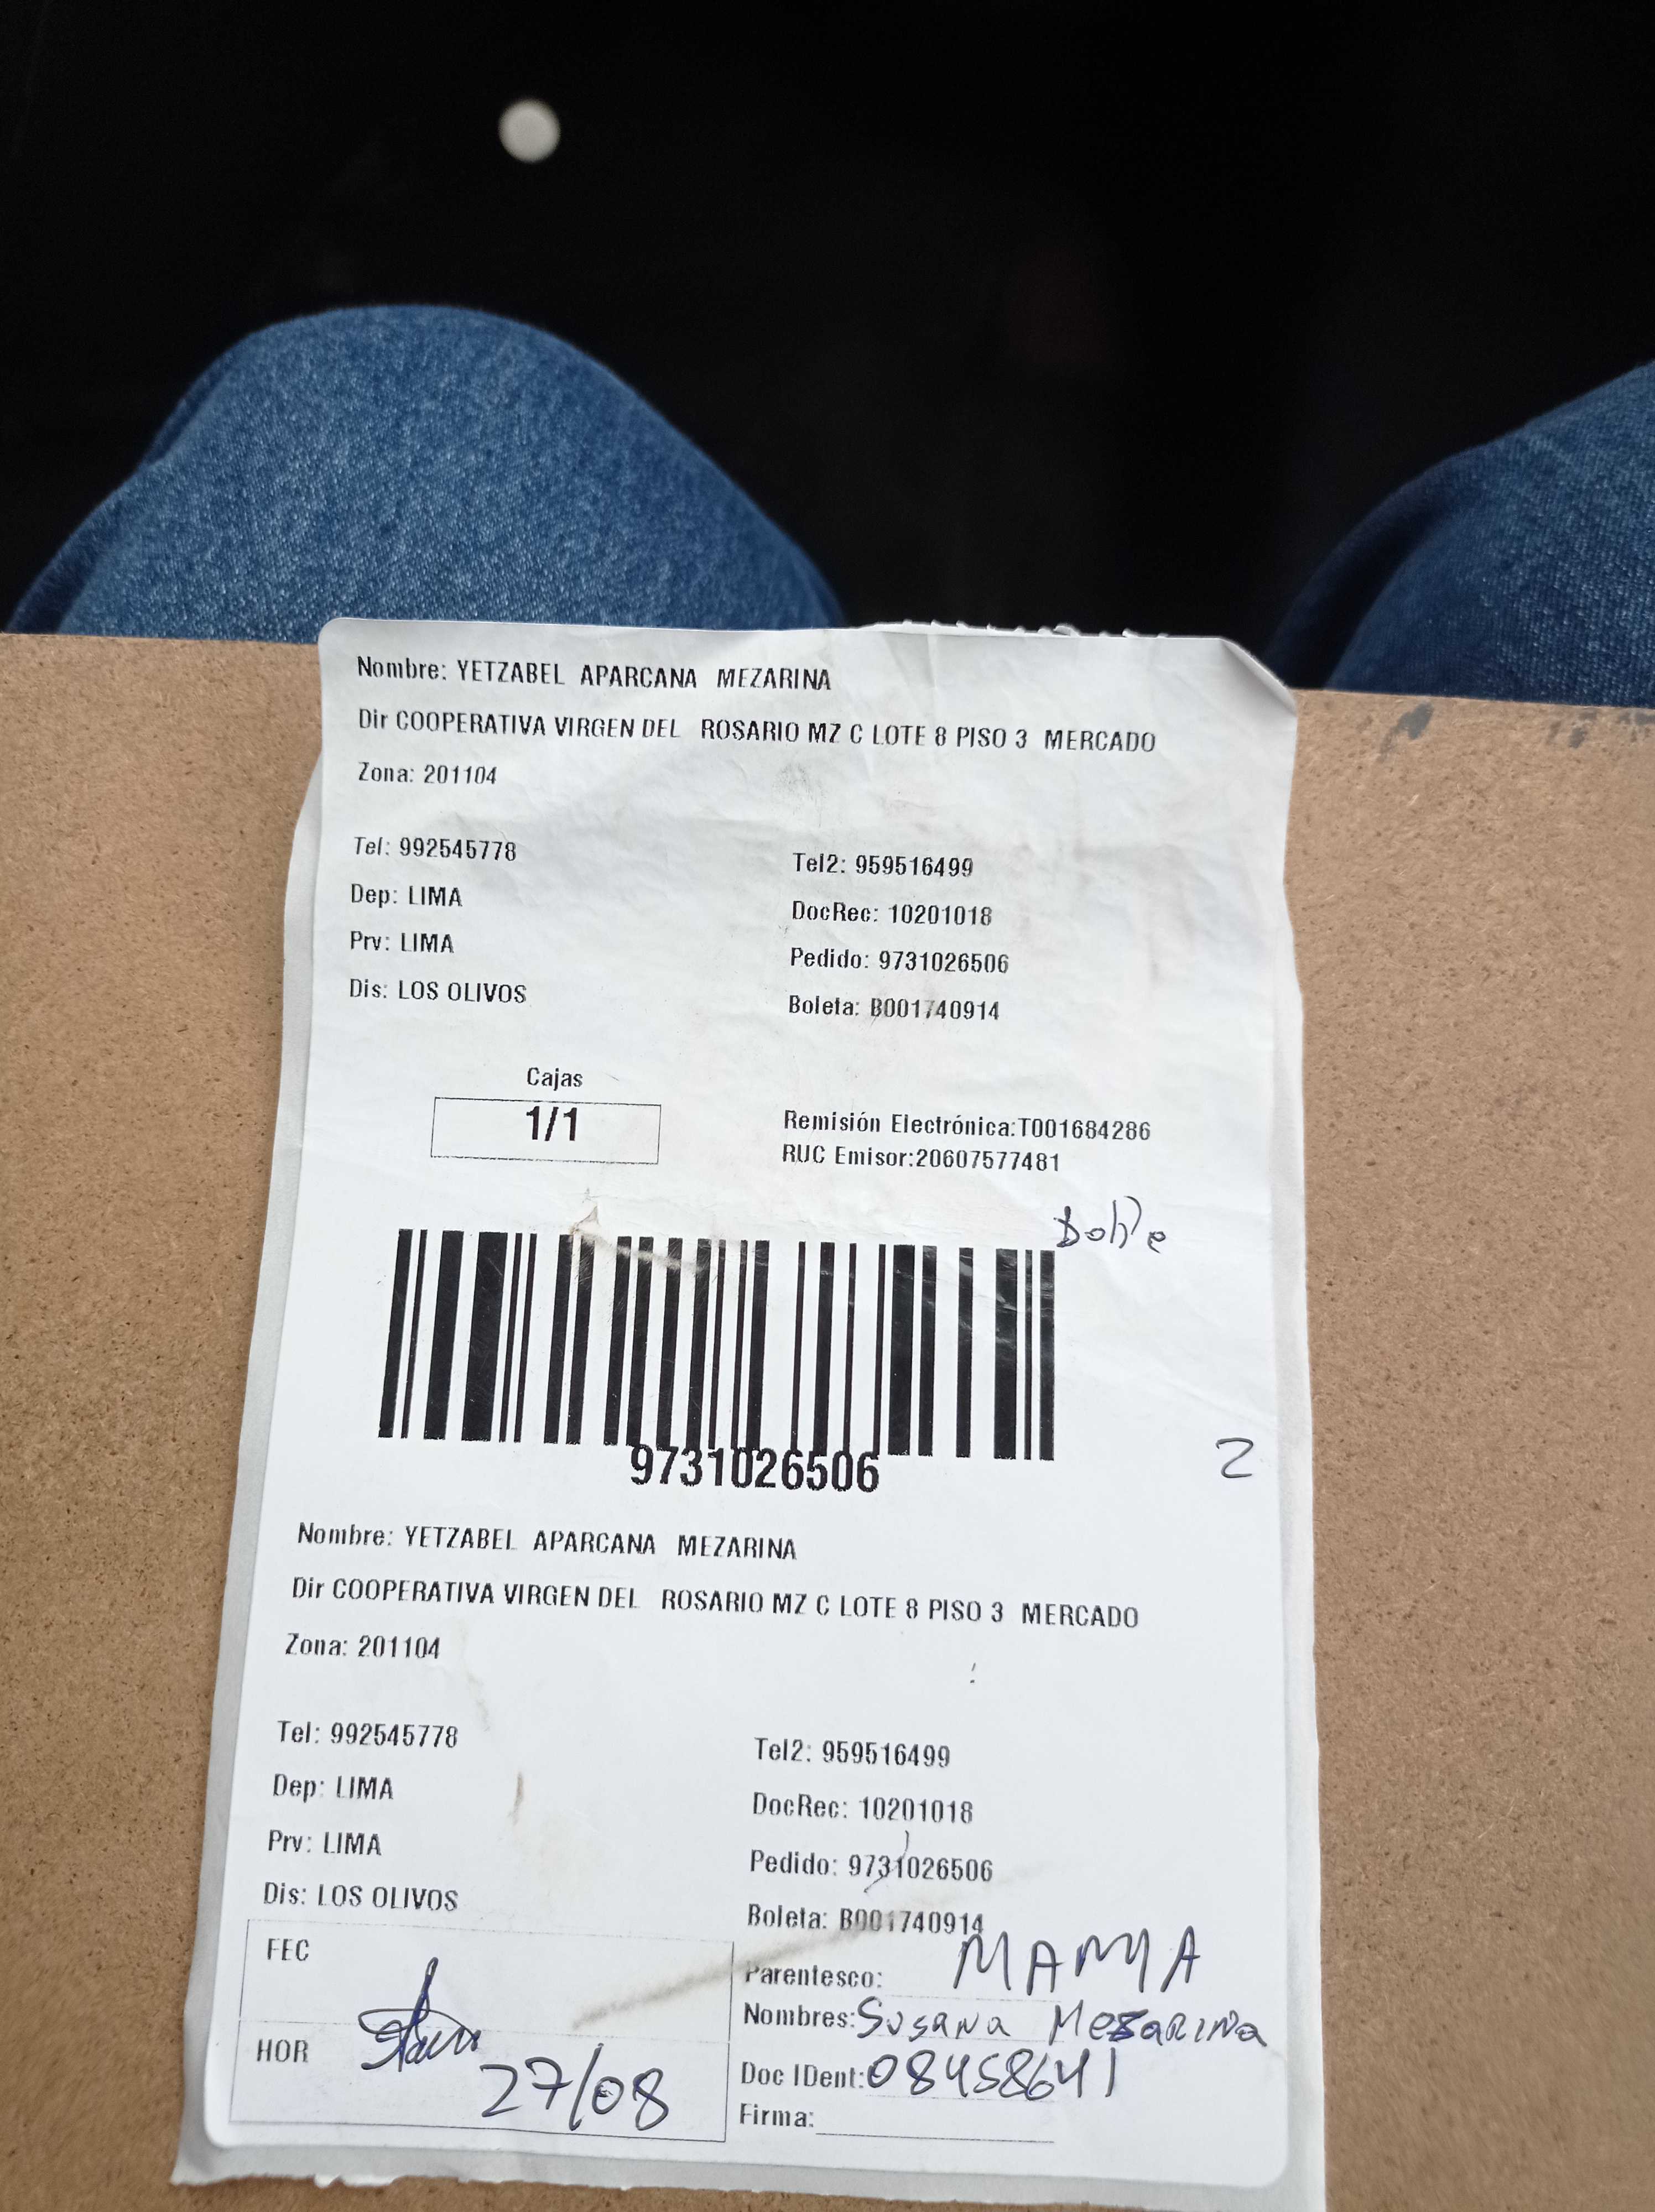 Nombre: YETZABEL APARCANA MEZARINA
Dir COOPERATIVA VIRGEN DEL ROSARIO MZ C LOTE 8 PISO 3 MERCADO
Zona: 201104
Tel: 992545778 Tel2: 959516499
Dep: LIMA DocRec: 10201018
Prv: LIMA Pedido: 9731026506
Dis: LOS OLIVOS Boleta: B001740914
Cajas
1/1
Remisión Electrónica:T001684286
RUC Emisor:20607577481
9731026506
2
Nombre: YETZABEL APARCANA MEZARINA
Dir COOPERATIVA VIRGEN DEL ROSARIO MZ C LOTE 8 PISO 3 MERCADO
Zona: 201104
Tel: 992545778 Tel2: 959516499
Dep: LIMA DocRec: 10201018
Prv: LIMA Pedido: 9731026506
Dis: LOS OLIVOS Boleta: B001740914
FEC
Parentesco: MAMA
Nombres: Susana Mezarina
HOR 27/08
Doc IDent: 08458641
Firma: